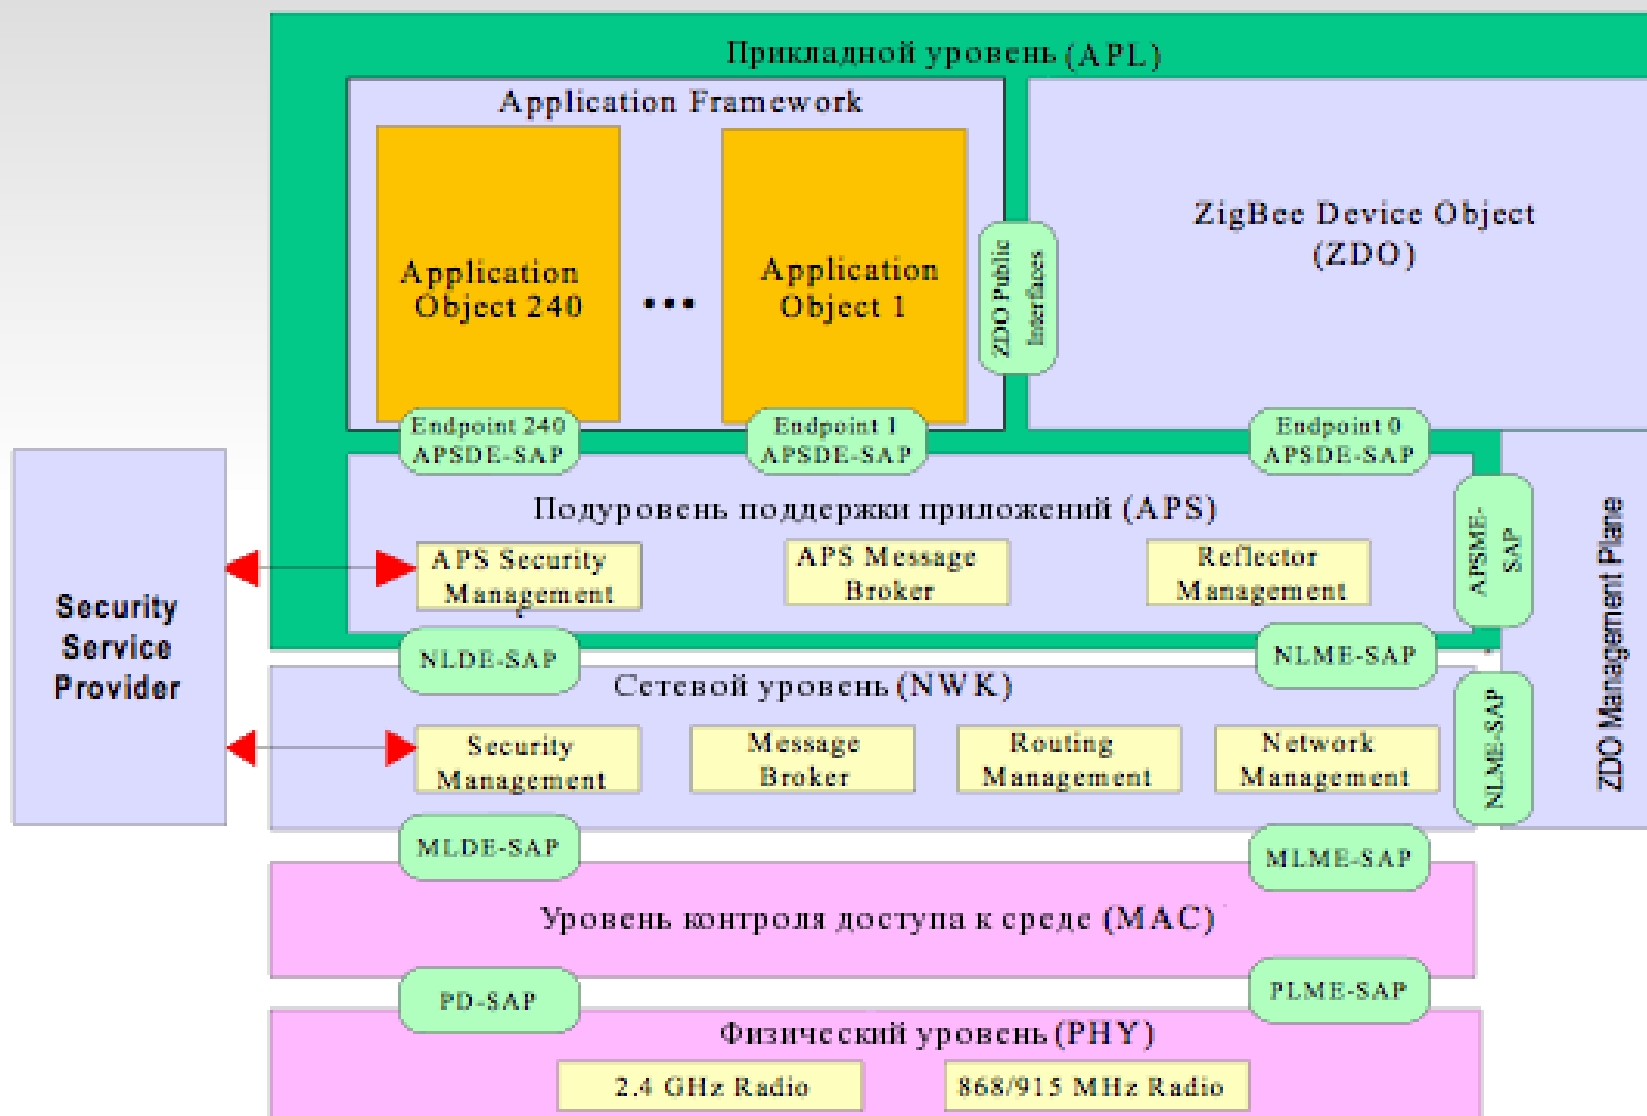 Прикладной уровень (APL)
Application Framework
Application
Object 240
•••
Application
Object 1
ZDO Public
Interfaces
ZigBee Device Object
(ZDO)
Endpoint 240
APSDE-SAP
Endpoint 1
APSDE-SAP
Endpoint 0
APSDE-SAP
Подуровень поддержки приложений (APS)
APS Security
Management
APS Message
Broker
Reflector
Management
APSME-
SAP
Security
Service
Provider
ZDO Management Plane
NLDE-SAP
NLME-SAP
Сетевой уровень (NWK)
Security
Management
Message
Broker
Routing
Management
Network
Management
NLME-SAP
MLDE-SAP
MLME-SAP
Уровень контроля доступа к среде (MAC)
PD-SAP
PLME-SAP
Физический уровень (PHY)
2.4 GHz Radio
868/915 MHz Radio